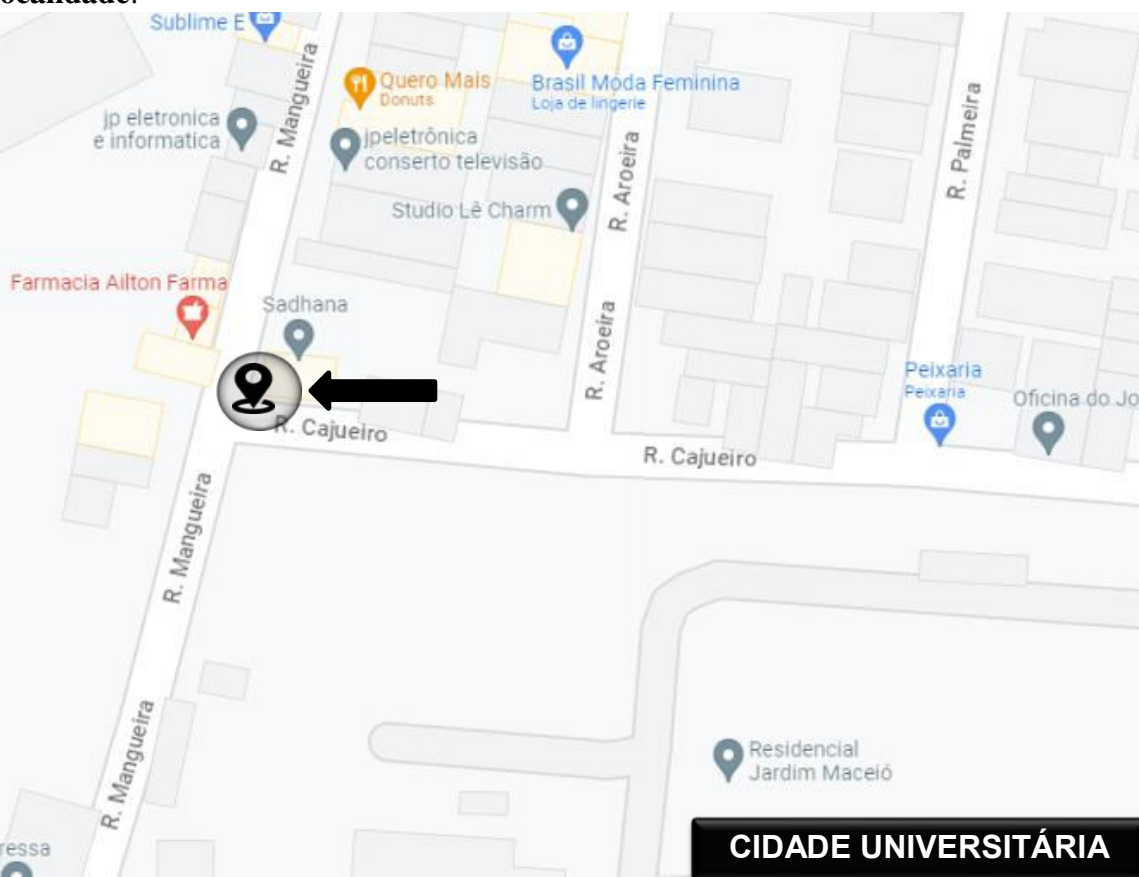 ocalidade.
Sublime E
R. Mangueira
Quero Mais
Donuts
Brasil Moda Feminina
Loja de lingerie
jp eletronica
e informatica
jpeletrônica
conserto televisão
R. Aroeira
R. Palmeira
Studio Lê Charm
Farmacia Ailton Farma
Sadhana
R. Aroeira
Peixaria
Peixaria
Oficina do Jo
R. Cajueiro
R. Cajueiro
R. Mangueira
R. Mangueira
Residencial
Jardim Maceió
ressa
CIDADE UNIVERSITÁRIA